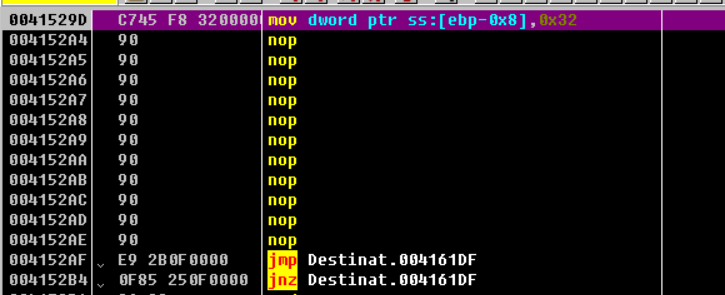 0041529D C745 F8 320000 mov dword ptr ss:[ebp-0x8],0x32
004152A4 90 nop
004152A5 90 nop
004152A6 90 nop
004152A7 90 nop
004152A8 90 nop
004152A9 90 nop
004152AA 90 nop
004152AB 90 nop
004152AC 90 nop
004152AD 90 nop
004152AE 90 nop
004152AF E9 2B0F0000 jmp Destinat.004161DF
004152B4 0F85 250F0000 jnz Destinat.004161DF